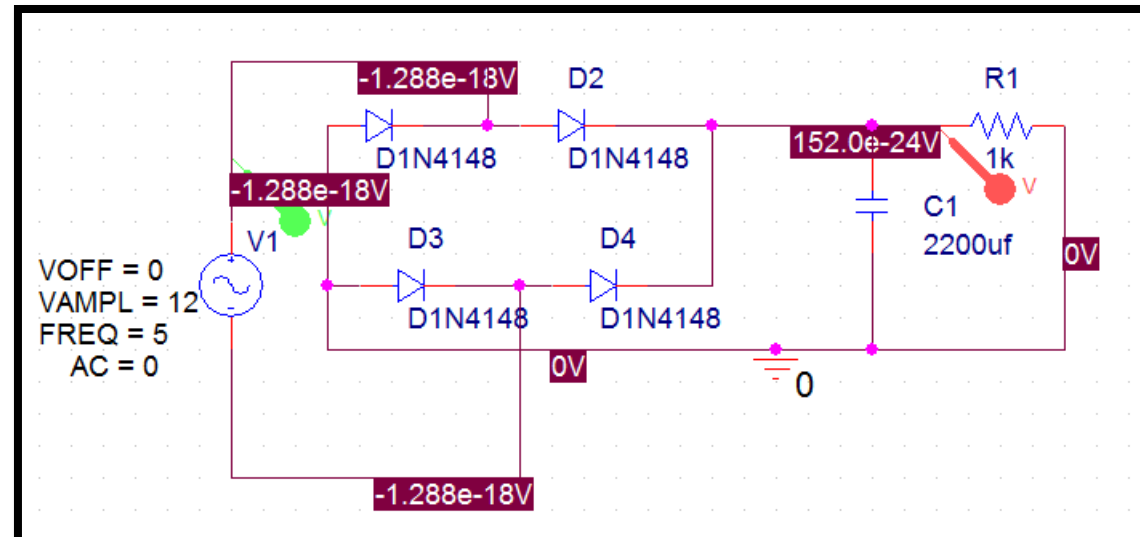 -1.288e-18V
D2
R1
D1N4148
D1N4148
152.0e-24V
1k
V
-1.288e-18V
V
C1
V1
D3
D4
2200uf
0V
VOFF = 0
VAMPL = 12
FREQ = 5
AC = 0
D1N4148
D1N4148
0V
0
-1.288e-18V